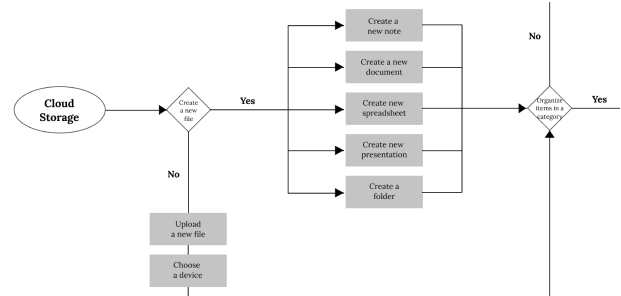 Cloud
Storage
Create
a new
file
Yes
No
Upload
a new file
Choose
a device
Create a
new note
Create a new
document
Create new
spreadsheet
Create new
presentation
Create a
folder
No
Organize
items in a
category
Yes